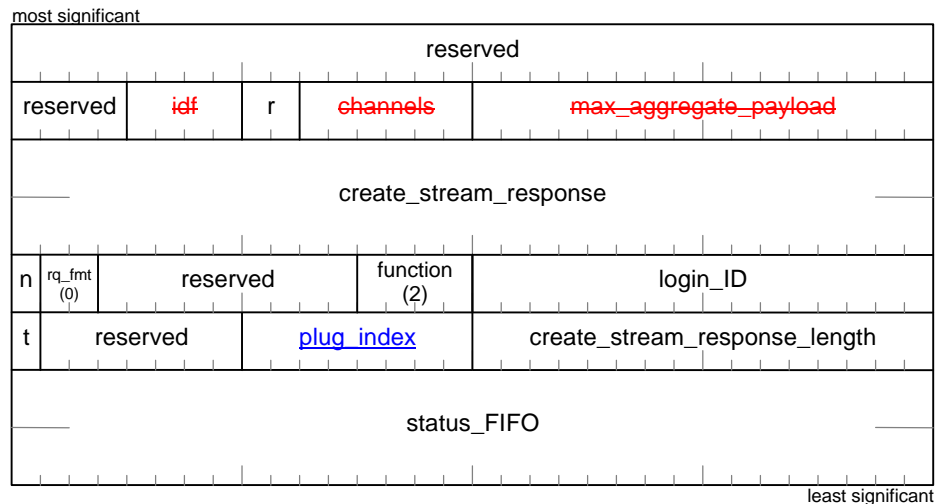 most significant
reserved
reserved idf r channels max_aggregate_payload
create_stream_response
n rq_fmt (0) reserved function (2) login_ID
t reserved plug_index create_stream_response_length
status_FIFO
least significant